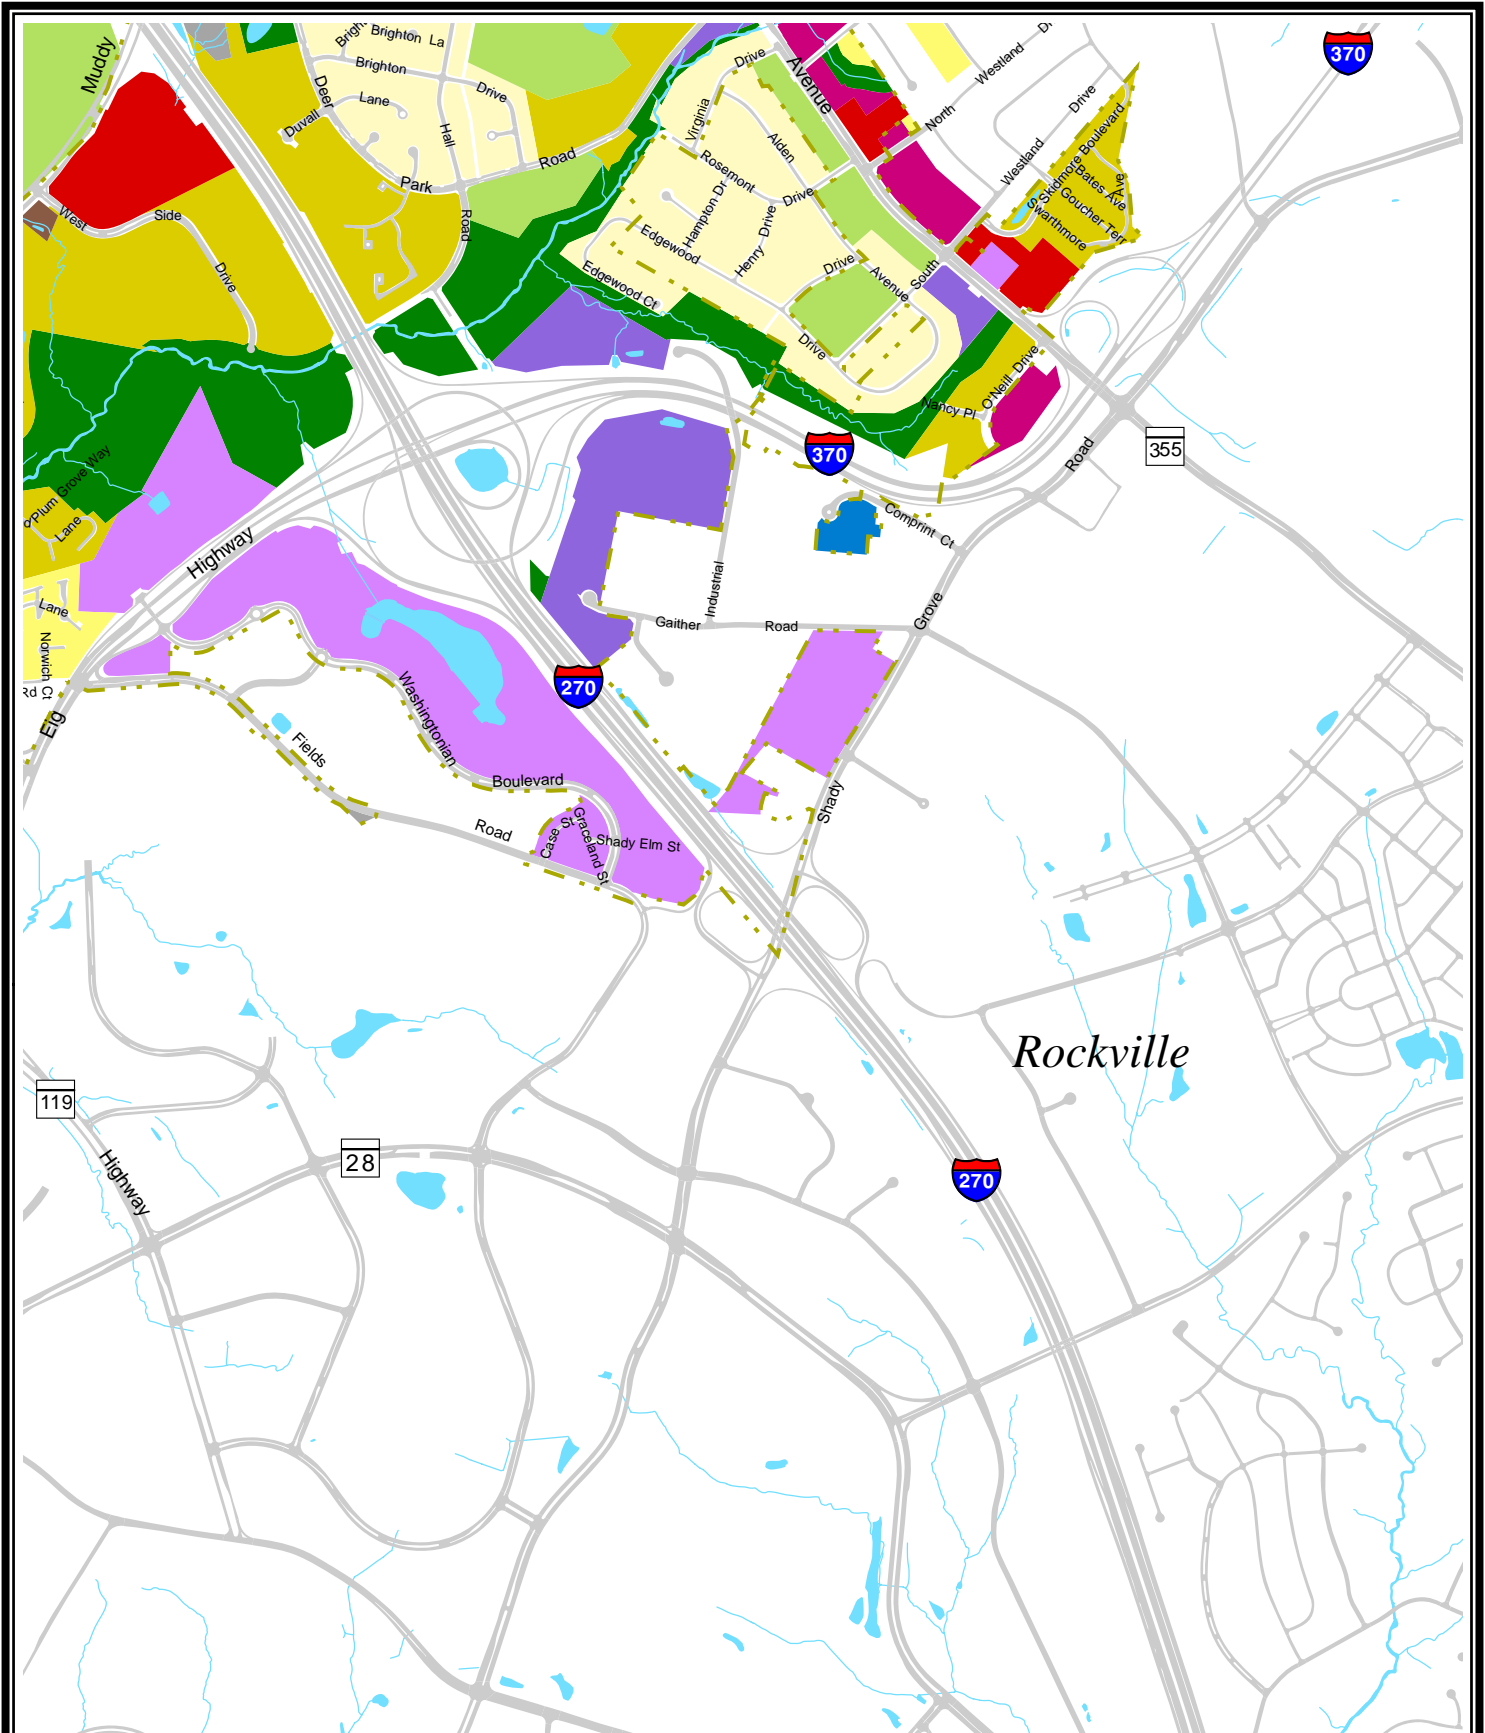 Muddy
Brighton La
Brighton
Drive
Deer
Lane
Duvall
Hall
Park
Road
Road
West
Side
Drive
Virginia
Drive
Avenue
Alden
Rosemont
Drive
Hampton Dr
Henry Drive
Edgewood
Edgewood Ct
Drive
Avenue
South
Drive
North
Westland
Westland
Drive
Skidmore Boulevard
Bates Ave
Ave
Goucher Terr
Swarthmore
370
O'Neill Drive
Nancy Pl
370
355
Road
Comprint Ct
Plum Grove Way
Lane
Highway
Lane
Norwich Ct
Rd
Eig
Industrial
Gaither
Road
Grove
270
Washingtonian
Fields
Boulevard
Road
Case St
Graceland St
Shady Elm St
Shady
Rockville
119
28
Highway
270